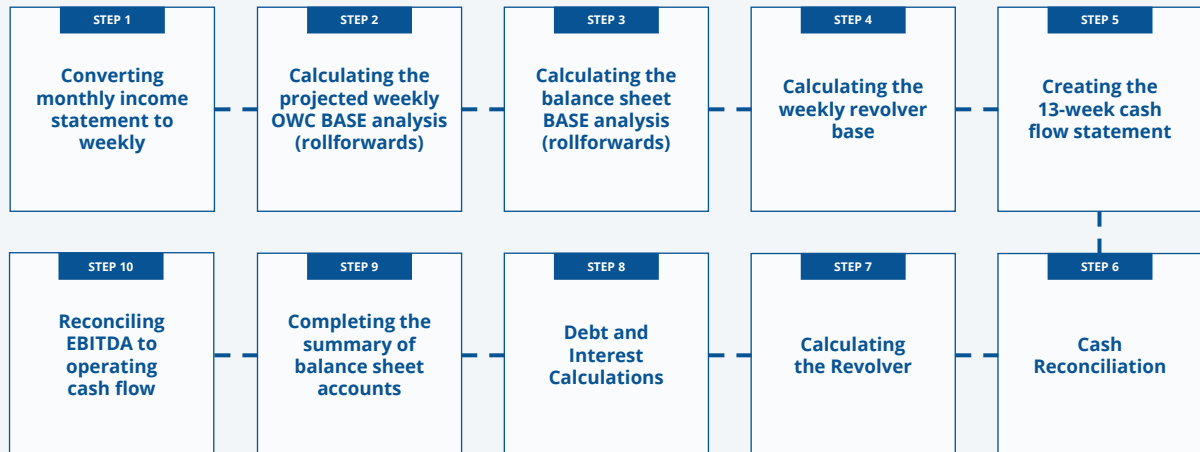 STEP 1
Converting
monthly income
statement to
weekly
STEP 2
Calculating the
projected weekly
OWC BASE analysis
(rollforwards)
STEP 3
Calculating the
balance sheet
BASE analysis
(rollforwards)
STEP 4
Calculating the
weekly revolver
base
STEP 5
Creating the
13-week cash
flow statement
STEP 6
Cash
Reconciliation
STEP 7
Calculating
the Revolver
STEP 8
Debt and
Interest
Calculations
STEP 9
Completing the
summary of
balance sheet
accounts
STEP 10
Reconciling
EBITDA to
operating
cash flow